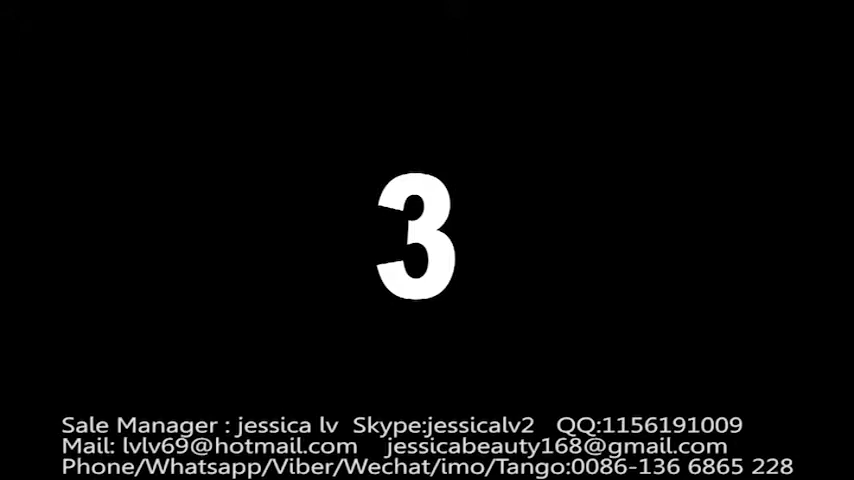 3
Sale Manager : jessica lv  Skype:jessicalv2   QQ:1156191009
Mail: lvlv69@hotmail.com    jessicabeauty168@gmail.com
Phone/Whatsapp/Viber/Wechat/imo/Tango:0086-136 6865 228